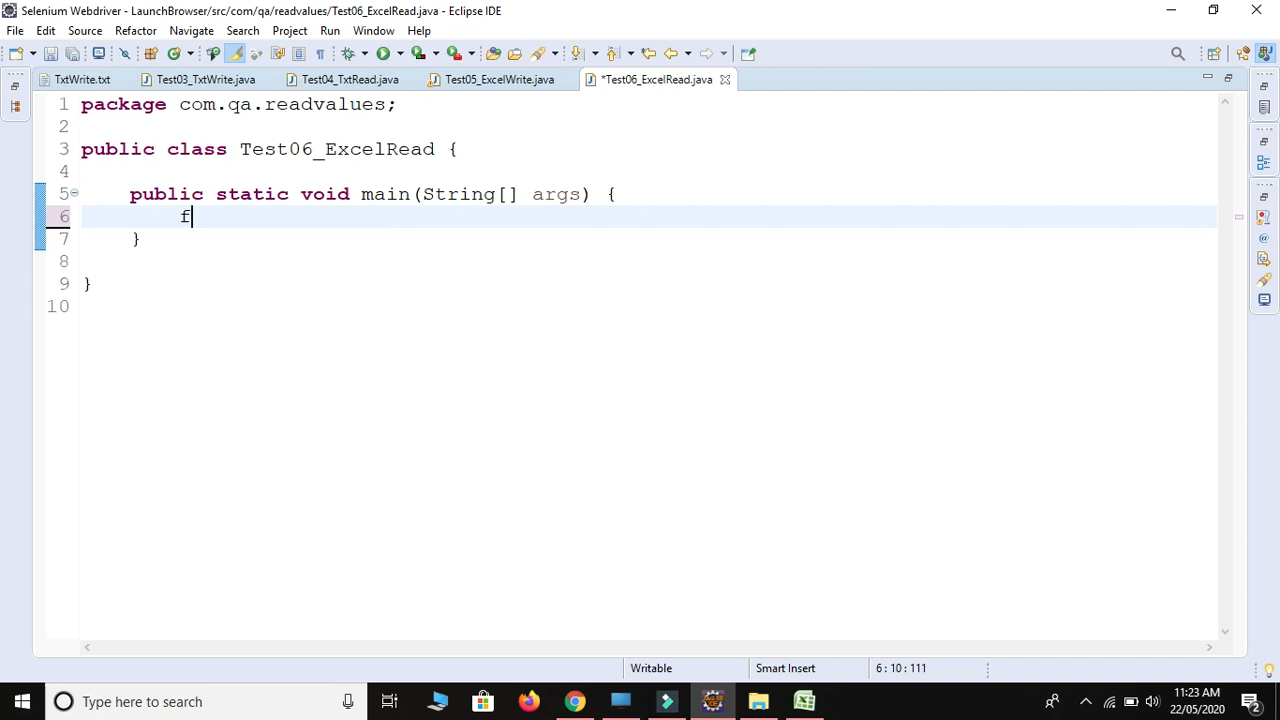 Selenium Webdriver - LaunchBrowser/src/com/qa/readvalues/Test06_ExcelRead.java - Eclipse IDE
File Edit Source Refactor Navigate Search Project Run Window Help
TxtWrite.txt Test03_TxtWrite.java Test04_TxtRead.java Test05_ExcelWrite.java *Test06_ExcelRead.java
1 package com.qa.readvalues;
2
3 public class Test06_ExcelRead {
4
5 public static void main(String[] args) {
6 f
7 }
8
9 }
10
Writable Smart Insert 6 : 10 : 111
Type here to search
11:23 AM
22/05/2020
2